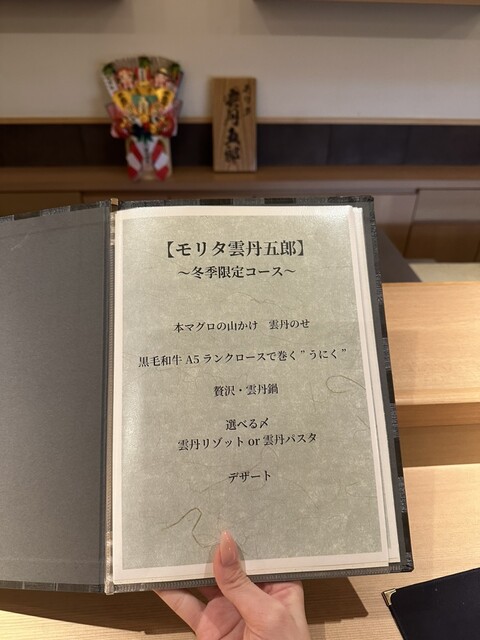 【モリタ雲丹五郎】
～冬季限定コース～
本マグロの山かけ　雲丹のせ
黒毛和牛 A5 ランクロースで巻く”うにく”
贅沢・雲丹鍋
選べる〆
雲丹リゾット or 雲丹パスタ
デザート